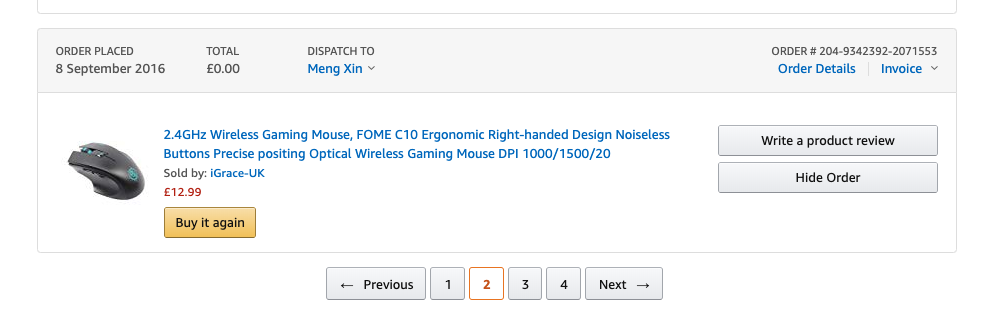 ORDER PLACED
8 September 2016
TOTAL
£0.00
DISPATCH TO
Meng Xin
ORDER # 204-9342392-2071553
Order Details
Invoice
2.4GHz Wireless Gaming Mouse, FOME C10 Ergonomic Right-handed Design Noiseless
Buttons Precise positing Optical Wireless Gaming Mouse DPI 1000/1500/20
Sold by: iGrace-UK
£12.99
Buy it again
Write a product review
Hide Order
← Previous 1 2 3 4 Next →